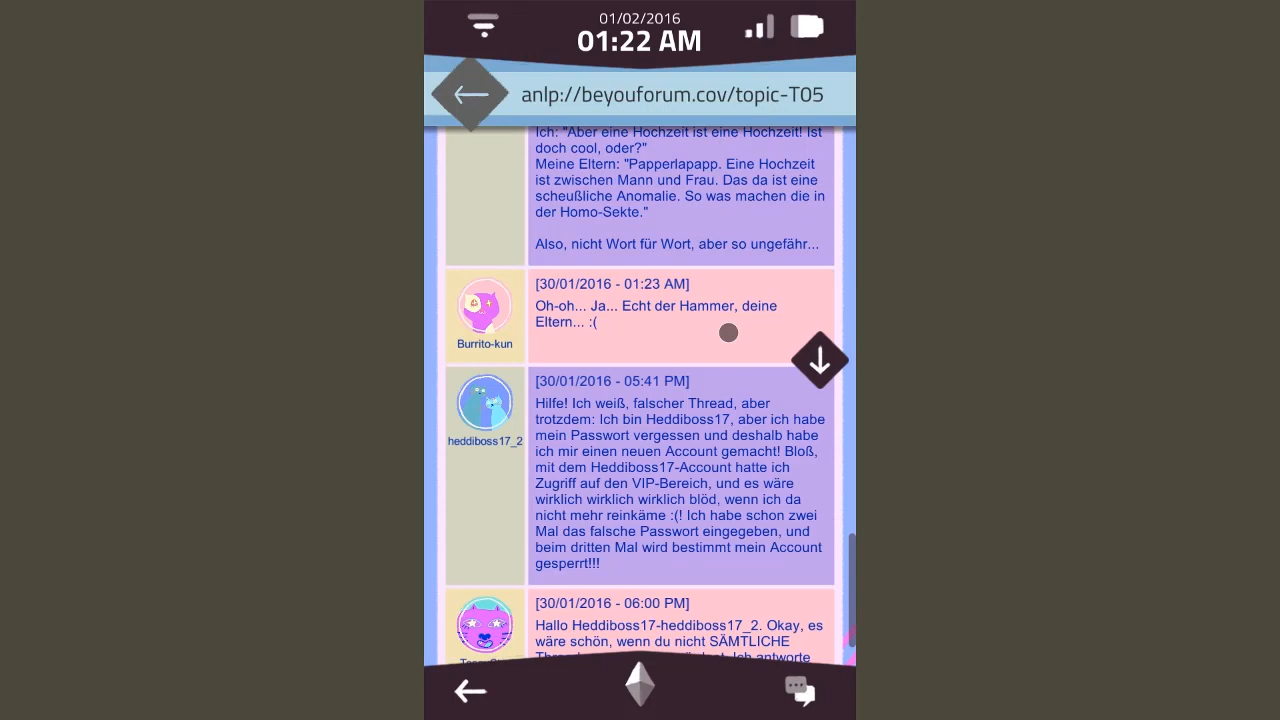 01/02/2016
01:22 AM
anlp://beyouforum.cov/topic-T05
Ich: "Aber eine Hochzeit ist eine Hochzeit! Ist
doch cool, oder?"
Meine Eltern: "Papperlapapp. Eine Hochzeit
ist zwischen Mann und Frau. Das da ist eine
scheußliche Anomalie. So was machen die in
der Homo-Sekte."
Also, nicht Wort für Wort, aber so ungefähr...
[30/01/2016 - 01:23 AM]
Oh-oh... Ja... Echt der Hammer, deine
Eltern... :(
Burrito-kun
[30/01/2016 - 05:41 PM]
Hilfe! Ich weiß, falscher Thread, aber
trotzdem: Ich bin Heddiboss17, aber ich habe
mein Passwort vergessen und deshalb habe
ich mir einen neuen Account gemacht! Bloß,
mit dem Heddiboss17-Account hatte ich
Zugriff auf den VIP-Bereich, und es wäre
wirklich wirklich wirklich blöd, wenn ich da
nicht mehr reinkäme :(! Ich habe schon zwei
Mal das falsche Passwort eingegeben, und
beim dritten Mal wird bestimmt mein Account
gesperrt!!!
heddiboss17_2
[30/01/2016 - 06:00 PM]
Hallo Heddiboss17-heddiboss17_2. Okay, es
wäre schön, wenn du nicht SÄMTLICHE
Ich antworte